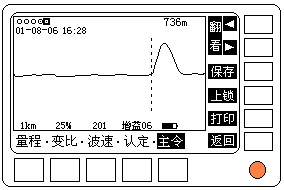 736m
01-08-06 16:28
翻
看
保存
上锁
打印
1km 25% 201 增益06
量程·变比·波速·认定·主令
返回